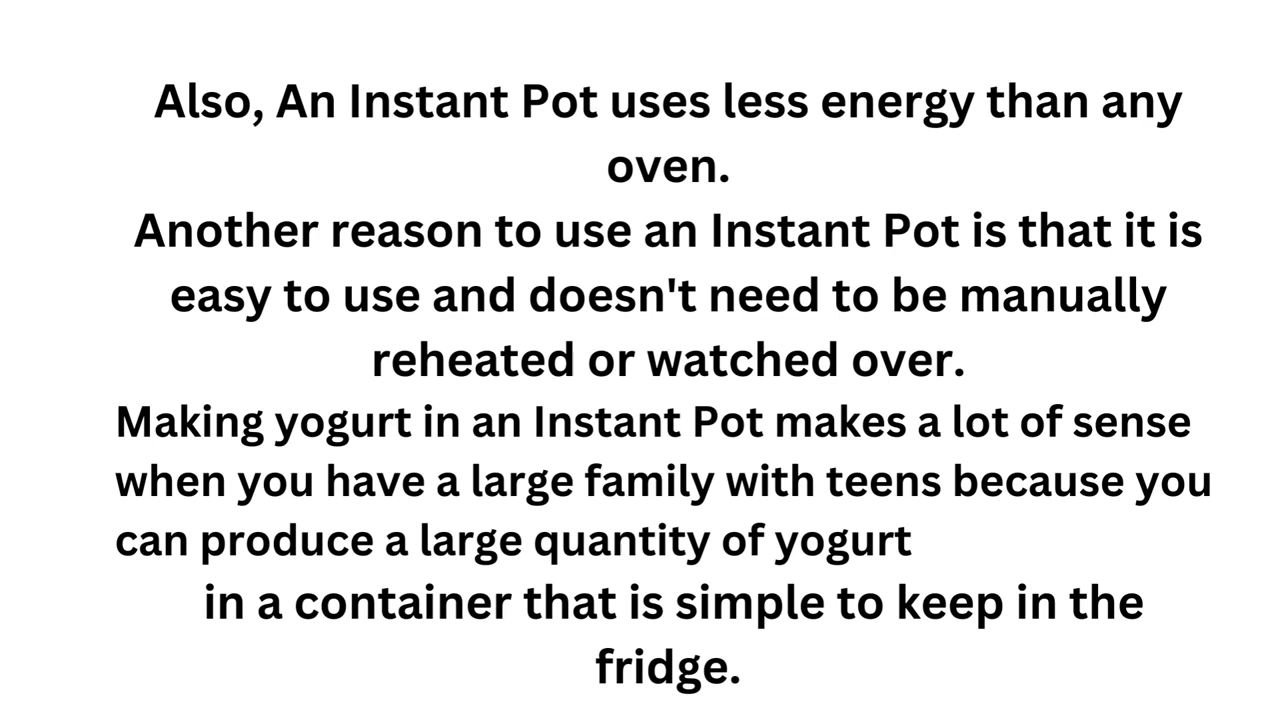 Also, An Instant Pot uses less energy than any
oven.
Another reason to use an Instant Pot is that it is
easy to use and doesn't need to be manually
reheated or watched over.
Making yogurt in an Instant Pot makes a lot of sense
when you have a large family with teens because you
can produce a large quantity of yogurt
in a container that is simple to keep in the
fridge.